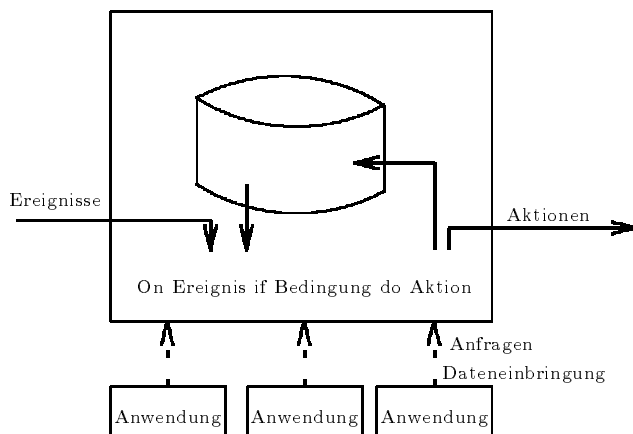 Ereignisse
Aktionen
On Ereignis if Bedingung do Aktion
Anfragen
Dateneinbringung
Anwendung
Anwendung
Anwendung